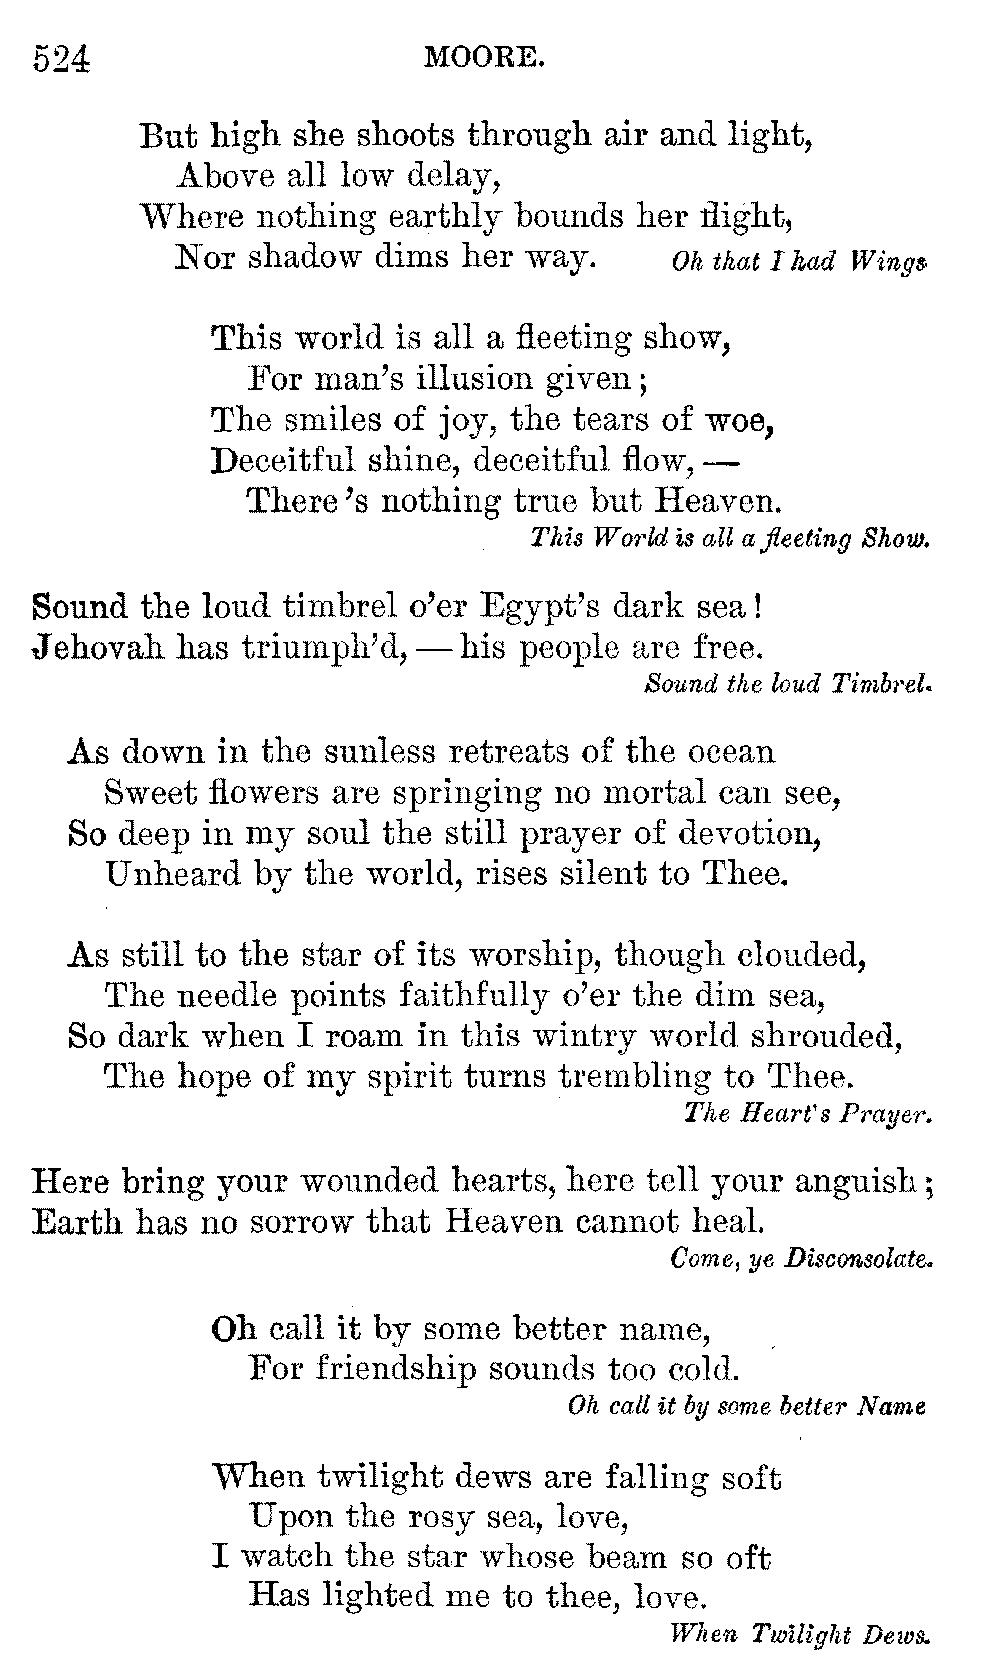 524 MOORE.
But high she shoots through air and light,
Above all low delay,
Where nothing earthly bounds her flight,
Nor shadow dims her way. Oh that I had Wings
This world is all a fleeting show,
For man's illusion given;
The smiles of joy, the tears of woe,
Deceitful shine, deceitful flow, —
There's nothing true but Heaven.
This World is all a fleeting Show.
Sound the loud timbrel o'er Egypt's dark sea!
Jehovah has triumph'd, — his people are free.
Sound the loud Timbrel.
As down in the sunless retreats of the ocean
Sweet flowers are springing no mortal can see,
So deep in my soul the still prayer of devotion,
Unheard by the world, rises silent to Thee.
As still to the star of its worship, though clouded,
The needle points faithfully o'er the dim sea,
So dark when I roam in this wintry world shrouded,
The hope of my spirit turns trembling to Thee.
The Heart's Prayer.
Here bring your wounded hearts, here tell your anguish;
Earth has no sorrow that Heaven cannot heal.
Come, ye Disconsolate.
Oh call it by some better name,
For friendship sounds too cold.
Oh call it by some better Name
When twilight dews are falling soft
Upon the rosy sea, love,
I watch the star whose beam so oft
Has lighted me to thee, love.
When Twilight Dews.